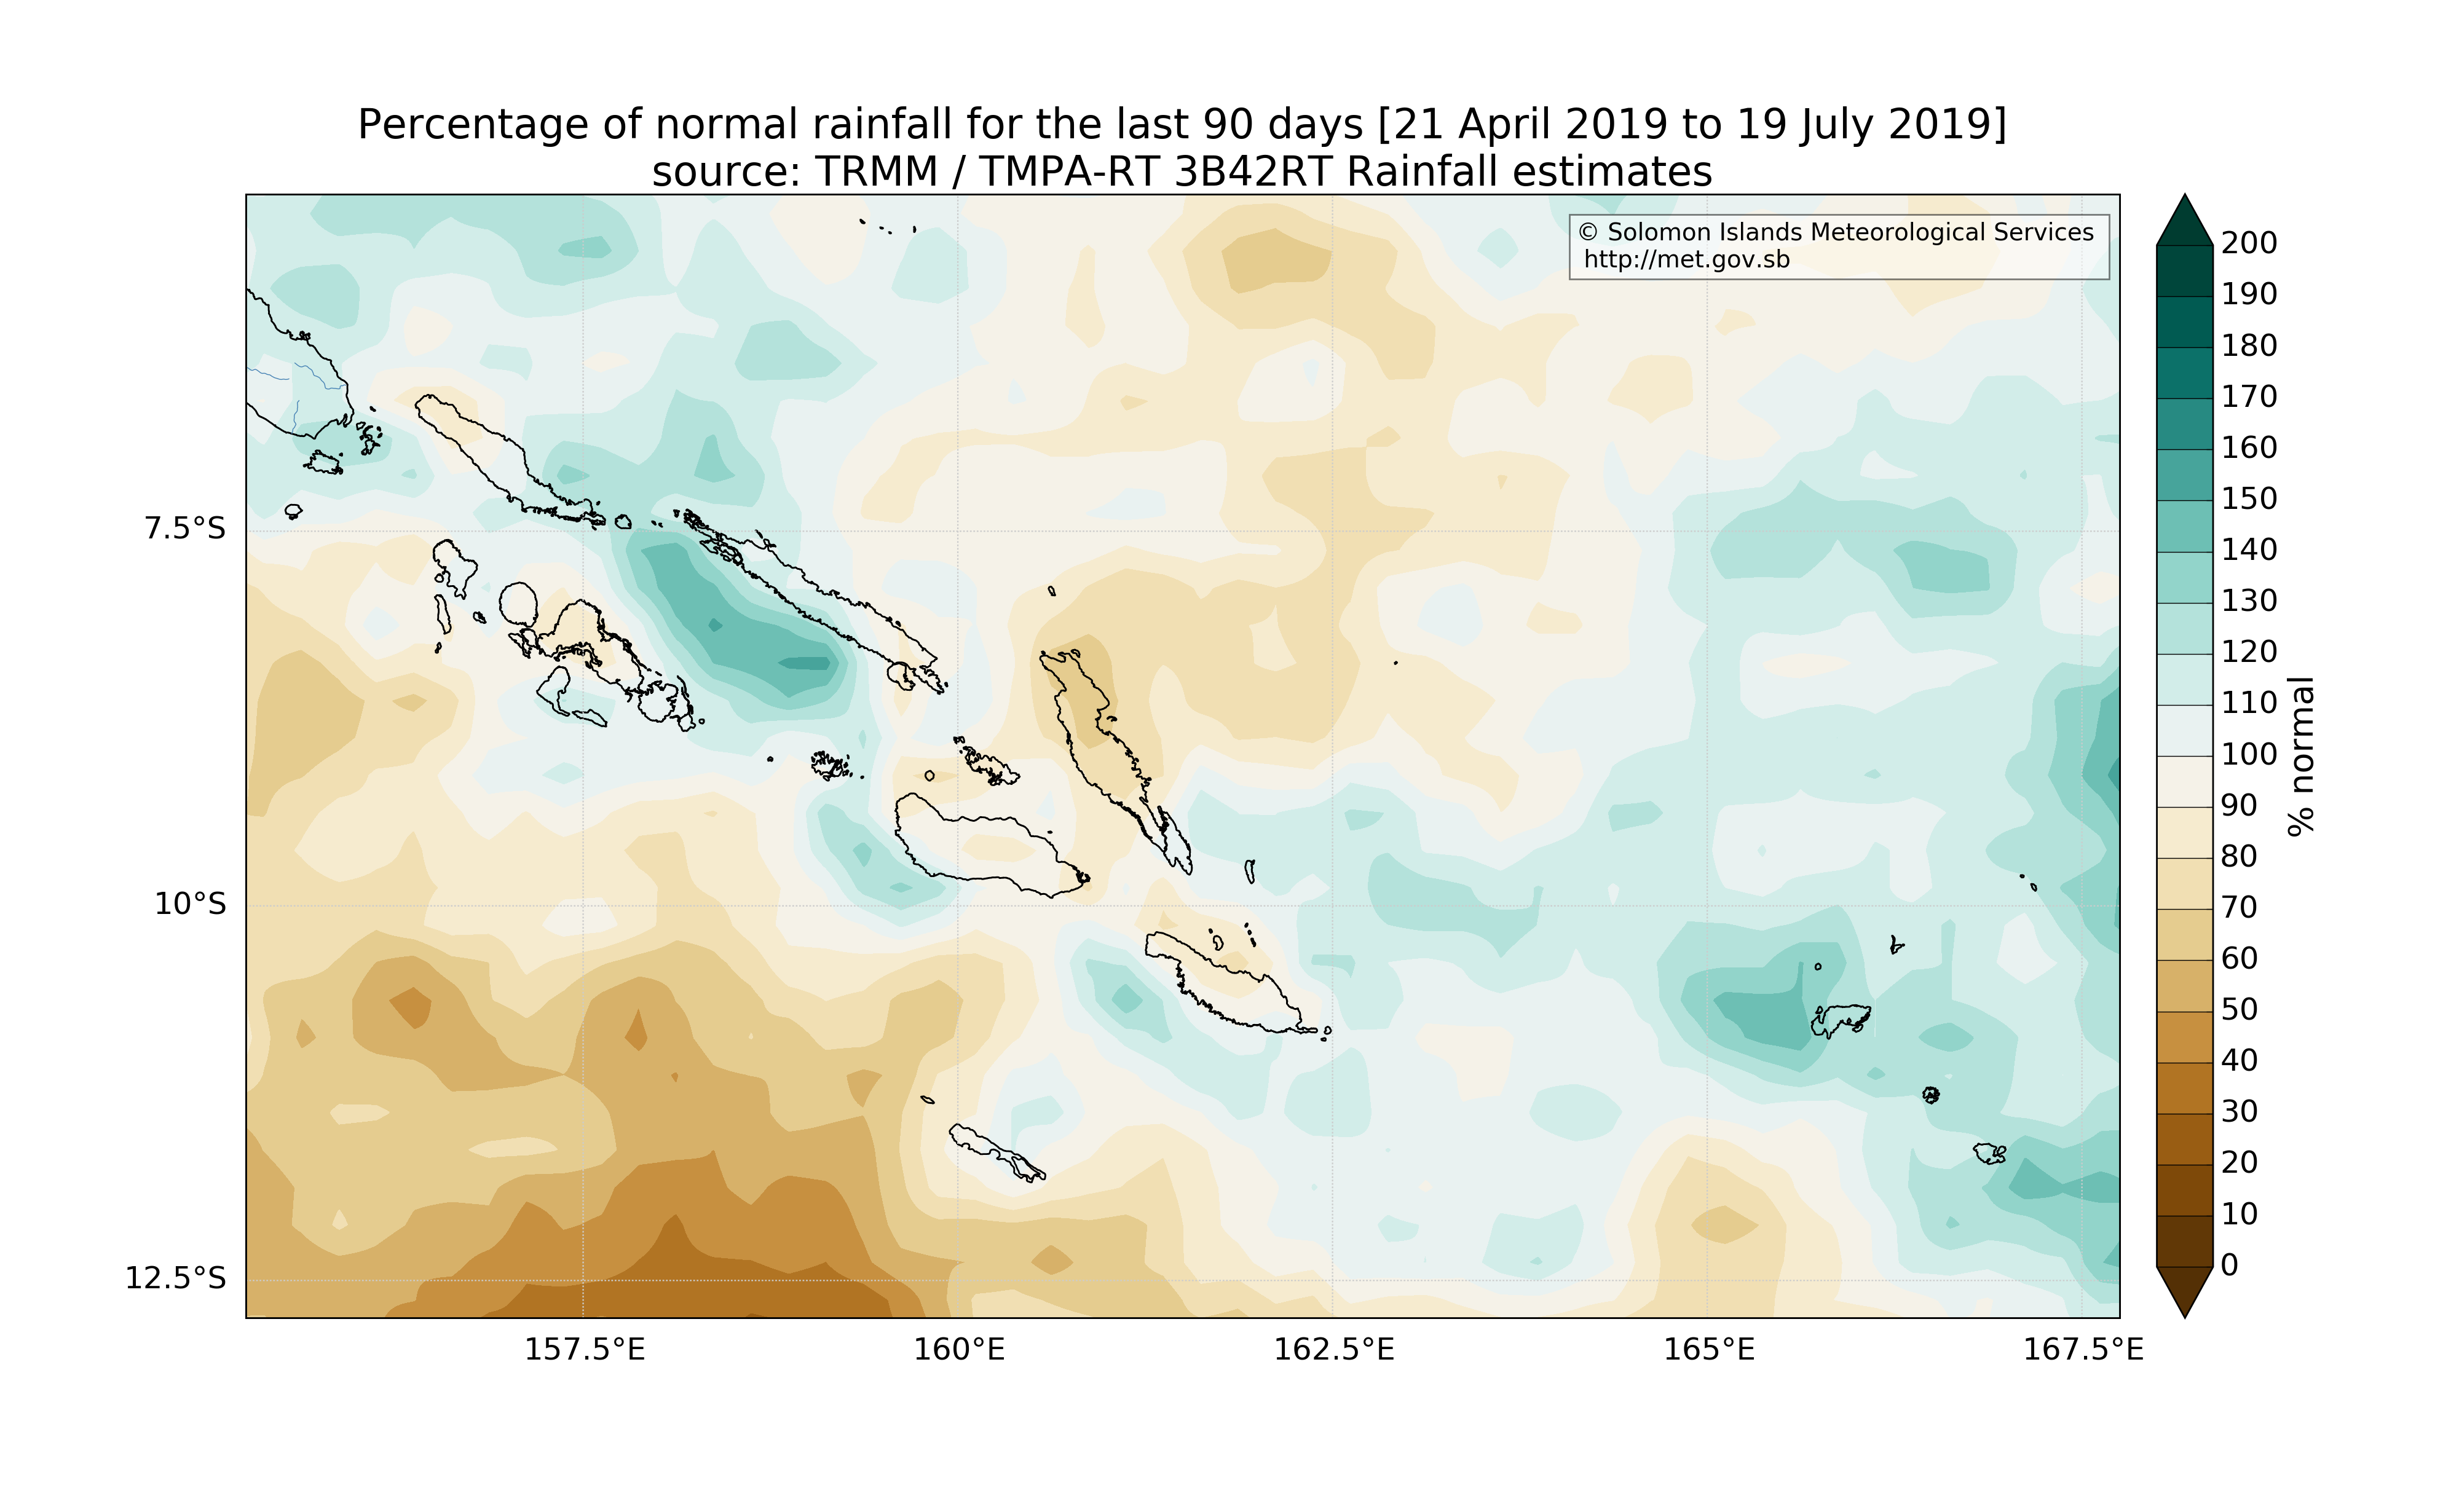 Percentage of normal rainfall for the last 90 days [21 April 2019 to 19 July 2019]
source: TRMM / TMPA-RT 3B42RT Rainfall estimates
© Solomon Islands Meteorological Services
http://met.gov.sb
7.5°S
10°S
12.5°S
157.5°E
160°E
162.5°E
165°E
167.5°E
200
190
180
170
160
150
140
130
120
110
100
90
80
70
60
50
40
30
20
10
0
% normal